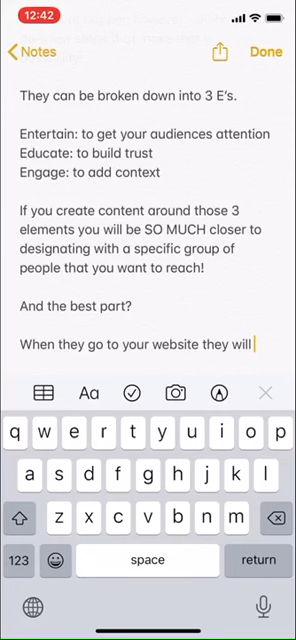 12:42
Notes
Done
They can be broken down into 3 E's.
Entertain: to get your audiences attention
Educate: to build trust
Engage: to add context
If you create content around those 3
elements you will be SO MUCH closer to
designating with a specific group of
people that you want to reach!
And the best part?
When they go to your website they will
Aa
q w e r t y u i o p
a s d f g h j k l
z x c v b n m
123 space return